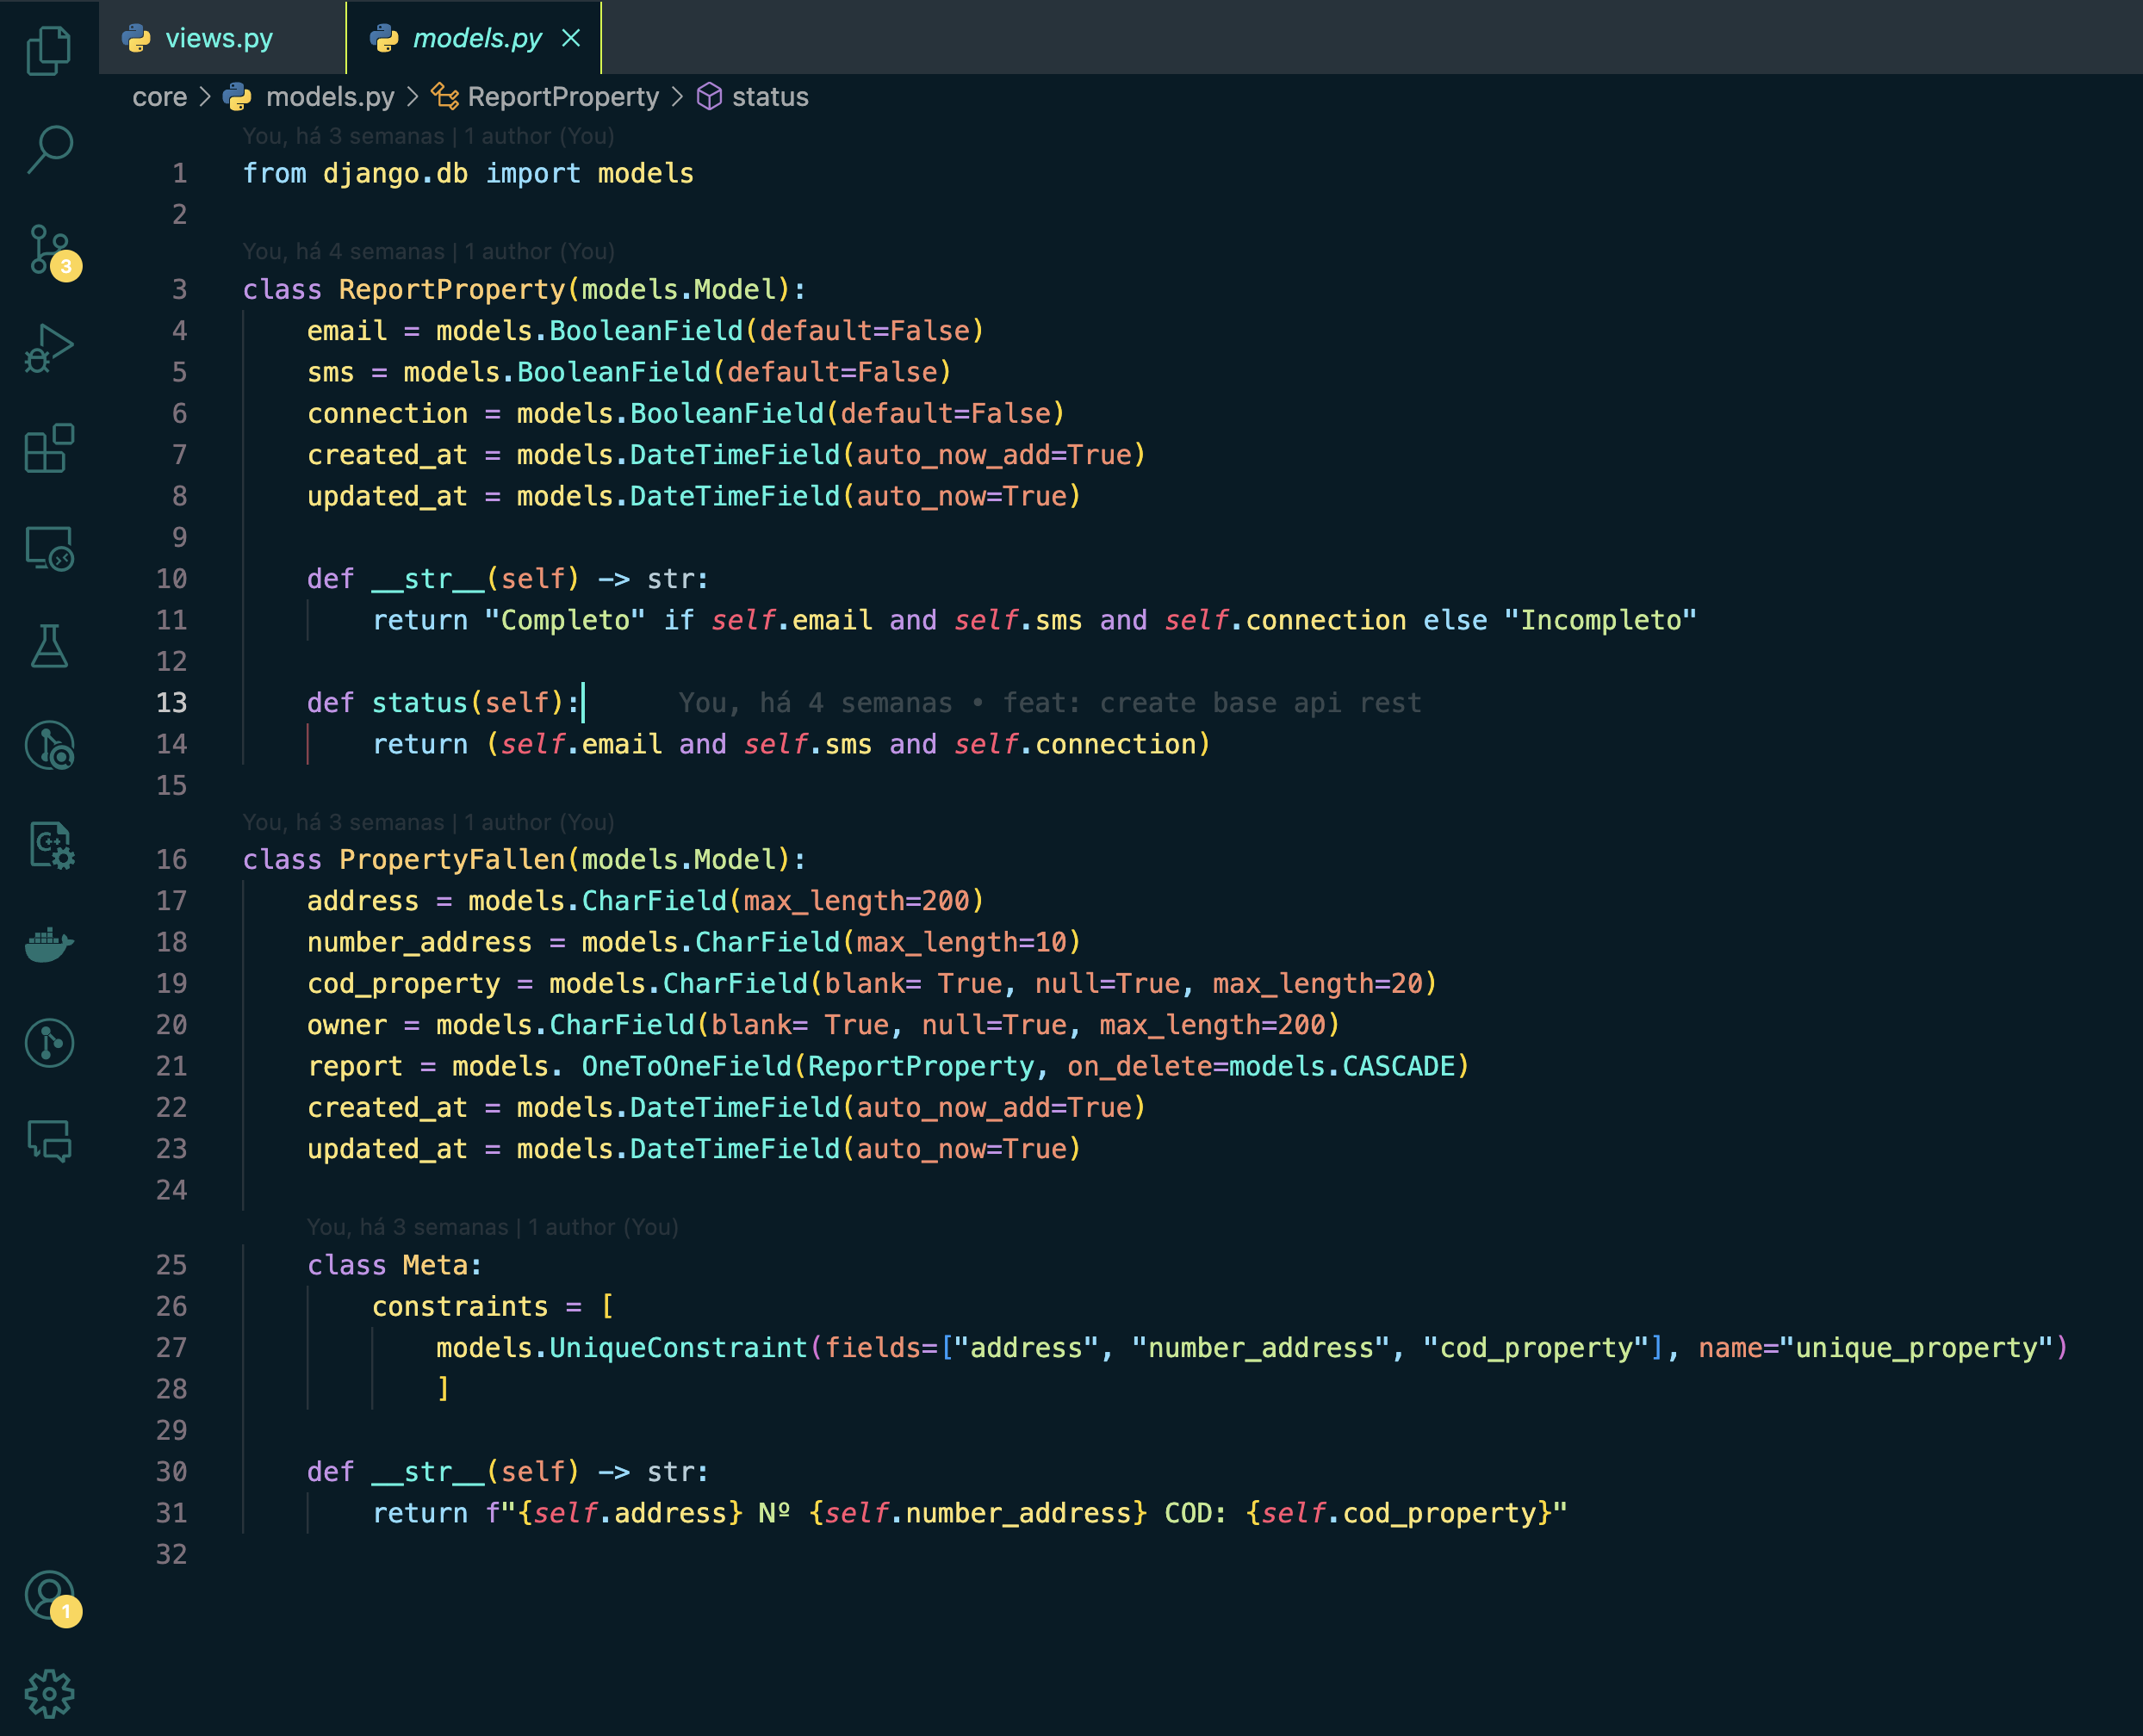 views.py models.py
core > models.py > ReportProperty > status
You, há 3 semanas | 1 author (You)
1 from django.db import models
2
You, há 4 semanas | 1 author (You)
3 class ReportProperty(models.Model):
4     email = models.BooleanField(default=False)
5     sms = models.BooleanField(default=False)
6     connection = models.BooleanField(default=False)
7     created_at = models.DateTimeField(auto_now_add=True)
8     updated_at = models.DateTimeField(auto_now=True)
9
10     def __str__(self) -> str:
11         return "Completo" if self.email and self.sms and self.connection else "Incompleto"
12
13     def status(self):      You, há 4 semanas • feat: create base api rest
14         return (self.email and self.sms and self.connection)
15
You, há 3 semanas | 1 author (You)
16 class PropertyFallen(models.Model):
17     address = models.CharField(max_length=200)
18     number_address = models.CharField(max_length=10)
19     cod_property = models.CharField(blank= True, null=True, max_length=20)
20     owner = models.CharField(blank= True, null=True, max_length=200)
21     report = models. OneToOneField(ReportProperty, on_delete=models.CASCADE)
22     created_at = models.DateTimeField(auto_now_add=True)
23     updated_at = models.DateTimeField(auto_now=True)
24
You, há 3 semanas | 1 author (You)
25     class Meta:
26         constraints = [
27             models.UniqueConstraint(fields=["address", "number_address", "cod_property"], name="unique_property")
28             ]
29
30     def __str__(self) -> str:
31         return f"{self.address} Nº {self.number_address} COD: {self.cod_property}"
32
3
C++
1